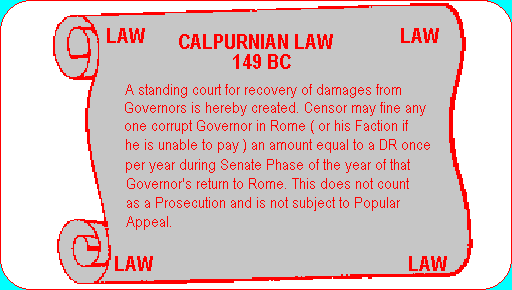 LAW LAW
CALPURNIAN LAW
149 BC
A standing court for recovery of damages from
Governors is hereby created. Censor may fine any
one corrupt Governor in Rome ( or his Faction if
he is unable to pay ) an amount equal to a DR once
per year during Senate Phase of the year of that
Governor's return to Rome. This does not count
as a Prosecution and is not subject to Popular
Appeal.
LAW LAW